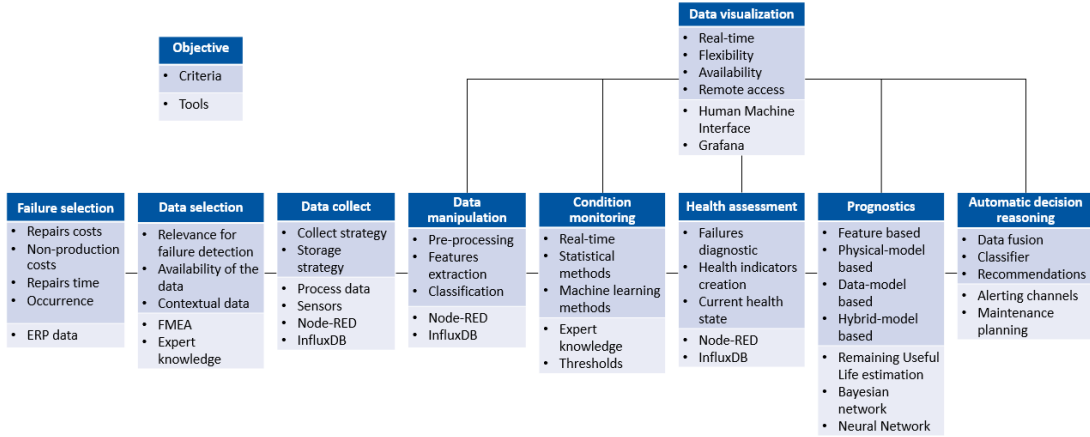 Data visualization
• Real-time
• Flexibility
• Availability
• Remote access
• Human Machine
Interface
• Grafana
Objective
• Criteria
• Tools
Failure selection
• Repairs costs
• Non-production
costs
• Repairs time
• Occurrence
• ERP data
Data selection
• Relevance for
failure detection
• Availability of the
data
• Contextual data
• FMEA
• Expert
knowledge
Data collect
• Collect strategy
• Storage
strategy
• Process data
• Sensors
• Node-RED
• InfluxDB
Data
manipulation
• Pre-processing
• Features
extraction
• Classification
• Node-RED
• InfluxDB
Condition
monitoring
• Real-time
• Statistical
methods
• Machine learning
methods
• Expert
knowledge
• Thresholds
Health assessment
• Failures
diagnostic
• Health indicators
creation
• Current health
state
• Node-RED
• InfluxDB
Prognostics
• Feature based
• Physical-model
based
• Data-model
based
• Hybrid-model
based
• Remaining Useful
Life estimation
• Bayesian
network
• Neural Network
Automatic decision
reasoning
• Data fusion
• Classifier
• Recommendations
• Alerting channels
• Maintenance
planning